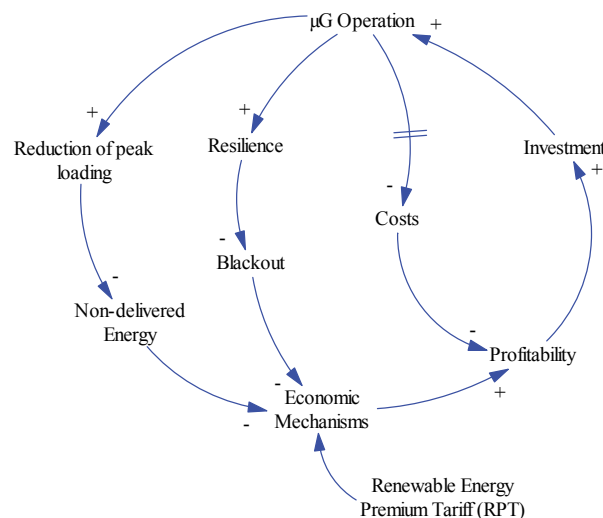 μG Operation
+
+
+
+
Reduction of peak
loading
Resilience
Investment
+
-
Costs
-
-
Blackout
-
Non-delivered
Energy
-
Profitability
+
-
Economic
Mechanisms
-
Renewable Energy
Premium Tariff (RPT)